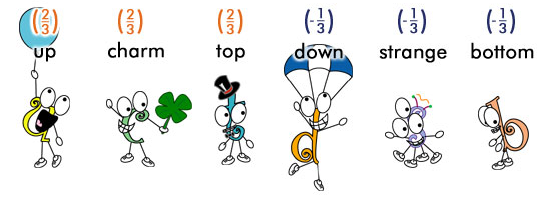 (2/3) (2/3) (2/3) (-1/3) (-1/3) (-1/3)
up charm top down strange bottom